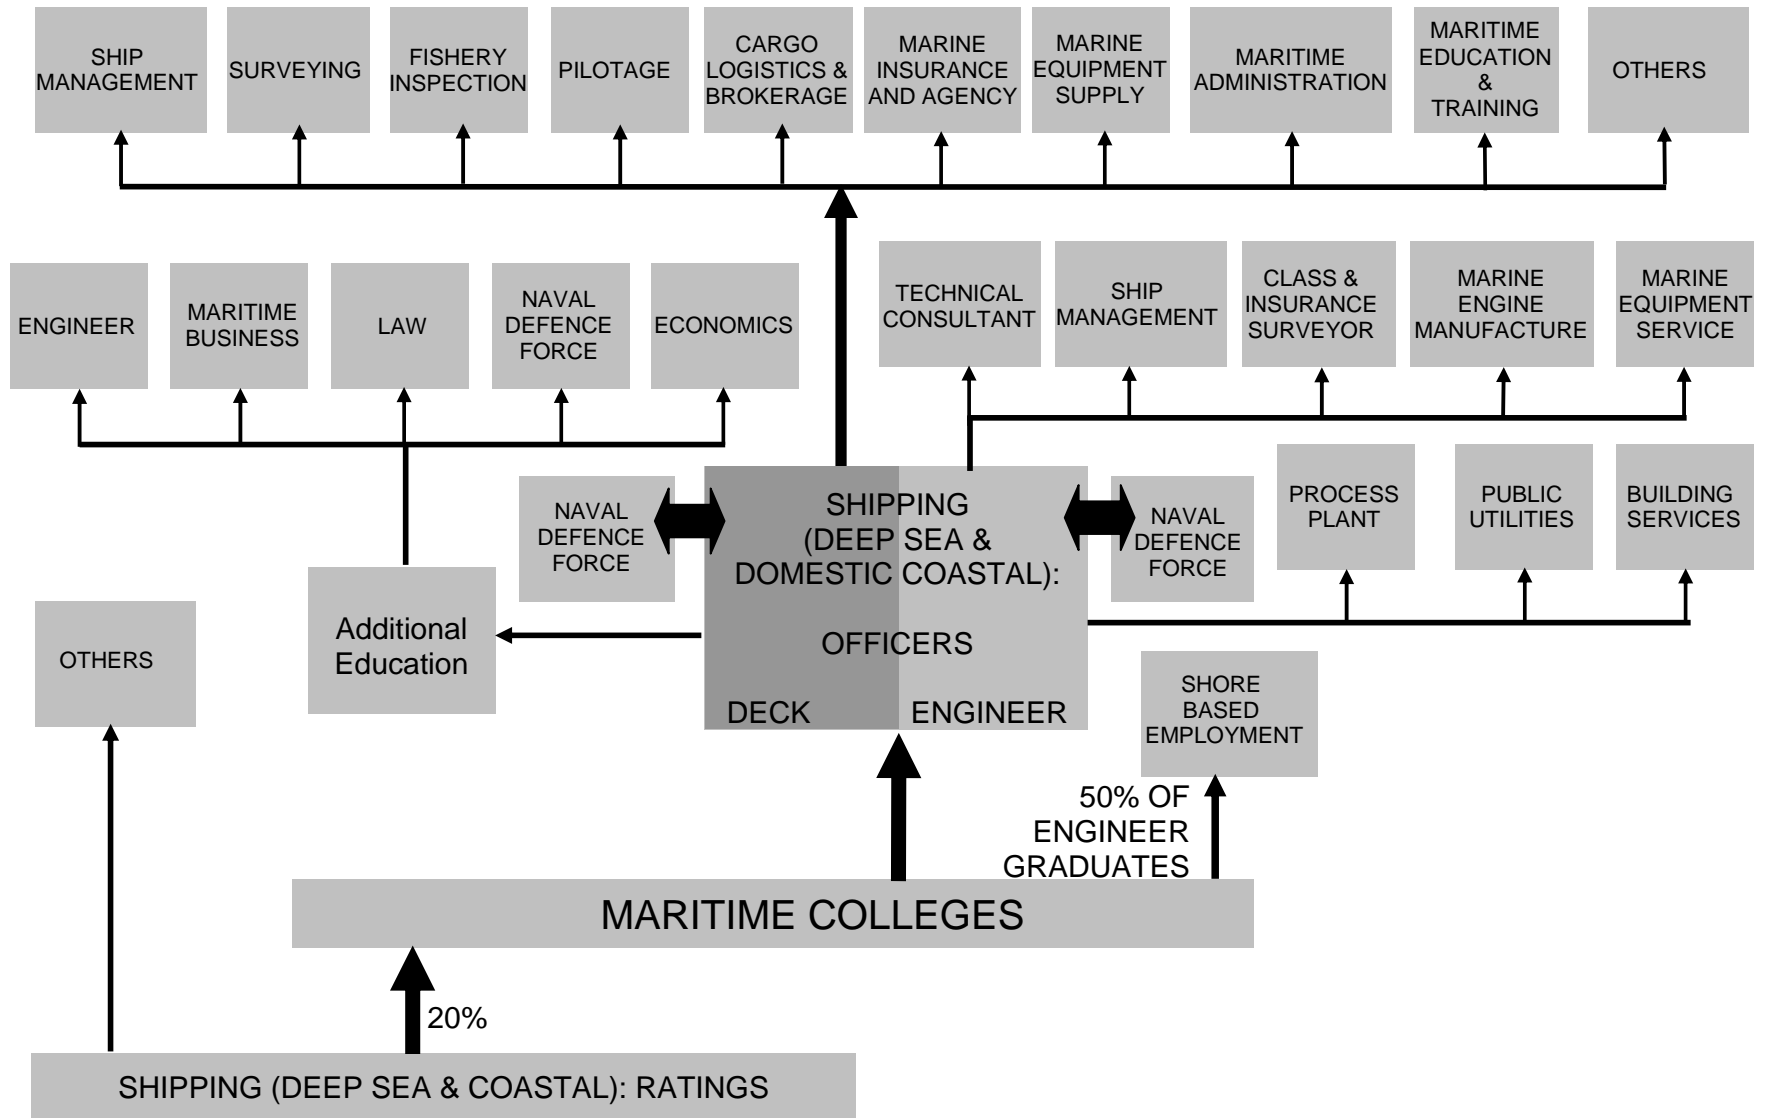 SHIP
MANAGEMENT
SURVEYING
FISHERY
INSPECTION
PILOTAGE
CARGO
LOGISTICS &
BROKERAGE
MARINE
INSURANCE
AND AGENCY
MARINE
EQUIPMENT
SUPPLY
MARITIME
ADMINISTRATION
MARITIME
EDUCATION
&
TRAINING
OTHERS
ENGINEER
MARITIME
BUSINESS
LAW
NAVAL
DEFENCE
FORCE
ECONOMICS
TECHNICAL
CONSULTANT
SHIP
MANAGEMENT
CLASS &
INSURANCE
SURVEYOR
MARINE
ENGINE
MANUFACTURE
MARINE
EQUIPMENT
SERVICE
NAVAL
DEFENCE
FORCE
SHIPPING
(DEEP SEA &
DOMESTIC COASTAL):
OFFICERS
DECK
ENGINEER
NAVAL
DEFENCE
FORCE
PROCESS
PLANT
PUBLIC
UTILITIES
BUILDING
SERVICES
OTHERS
Additional
Education
SHORE
BASED
EMPLOYMENT
50% OF
ENGINEER
GRADUATES
MARITIME COLLEGES
20%
SHIPPING (DEEP SEA & COASTAL): RATINGS